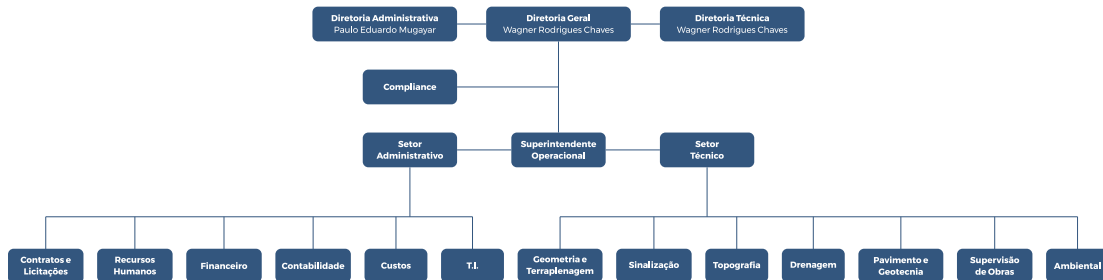 Diretoria Administrativa
Paulo Eduardo Mugayar
Diretoria Geral
Wagner Rodrigues Chaves
Diretoria Técnica
Wagner Rodrigues Chaves
Compliance
Setor
Administrativo
Superintendente
Operacional
Setor
Técnico
Contratos e
Licitações
Recursos
Humanos
Financeiro
Contabilidade
Custos
T.I.
Geometria e
Terraplenagem
Sinalização
Topografia
Drenagem
Pavimento e
Geotecnia
Supervisão
de Obras
Ambiental